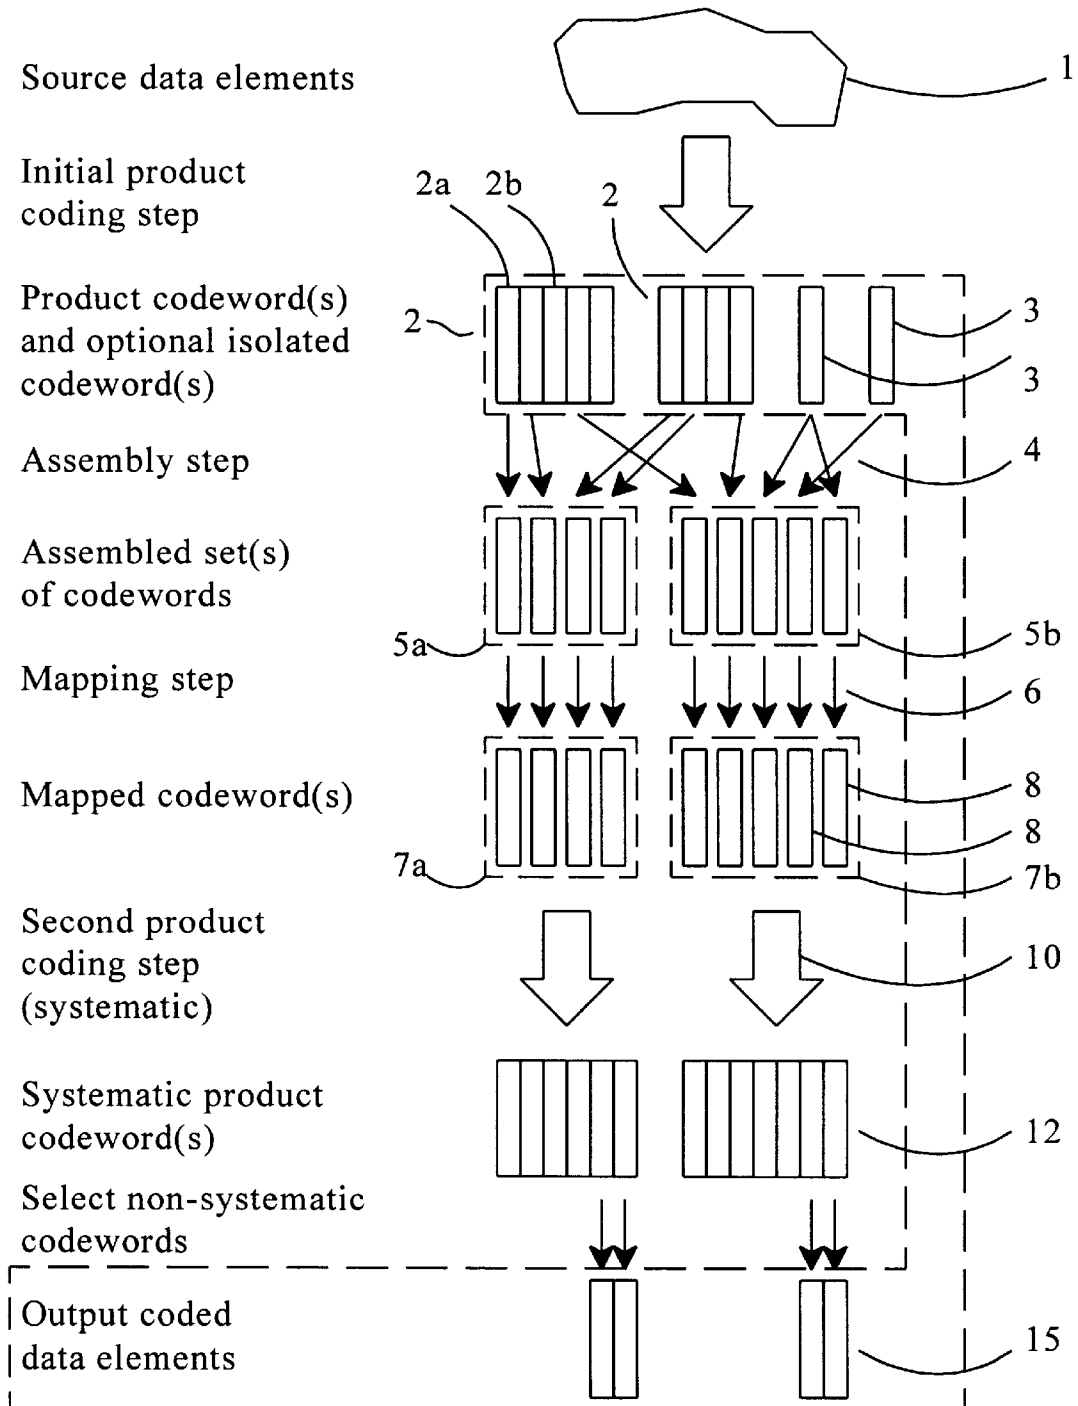 Source data elements
1
Initial product
coding step
2a
2b
2
Product codeword(s)
and optional isolated
codeword(s)
2
3
3
Assembly step
4
Assembled set(s)
of codewords
5a
5b
Mapping step
6
Mapped codeword(s)
8
8
7a
7b
Second product
coding step
(systematic)
10
Systematic product
codeword(s)
12
Select non-systematic
codewords
Output coded
data elements
15